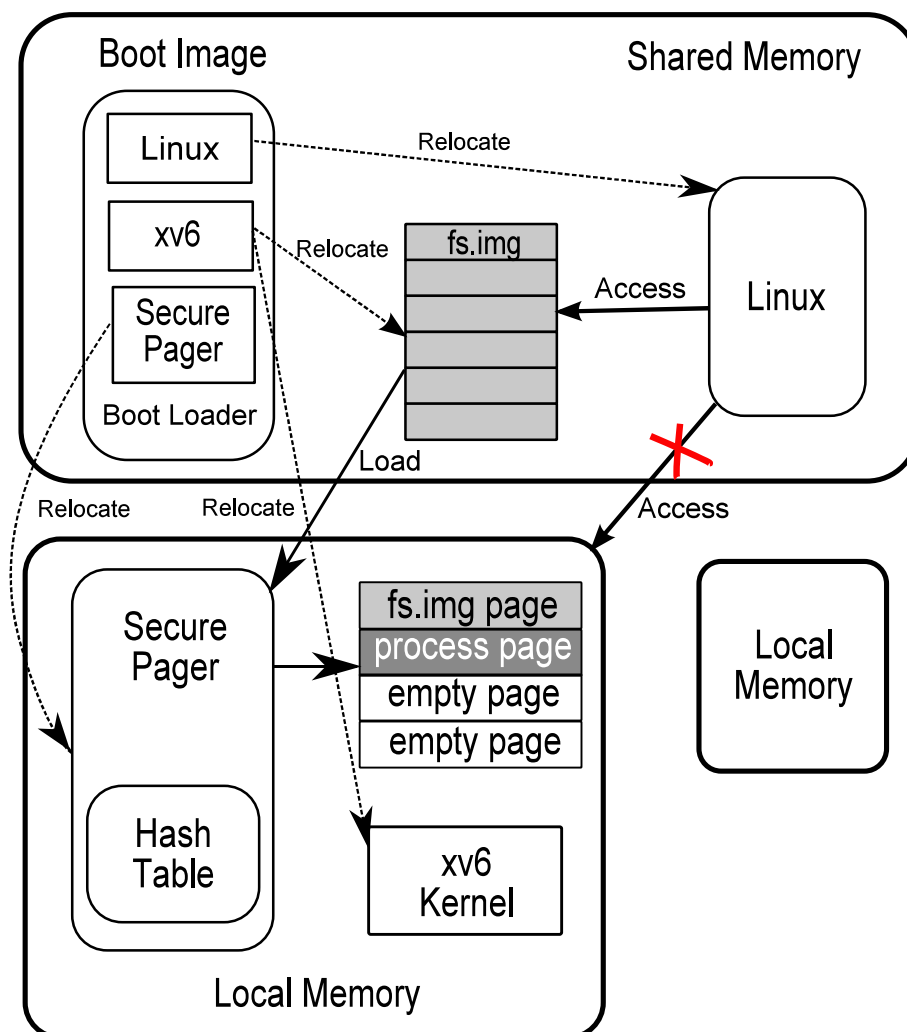 Boot Image
Shared Memory
Linux
Relocate
xv6
Relocate
fs.img
Secure
Pager
Boot Loader
Access
Linux
Load
Relocate
Relocate
Access
Secure
Pager
fs.img page
process page
empty page
empty page
Hash
Table
xv6
Kernel
Local Memory
Local
Memory